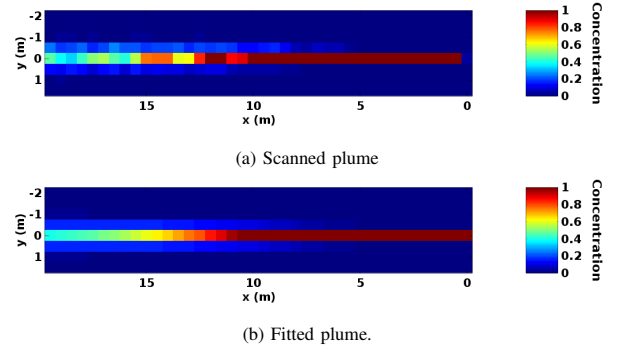 -2
-1
0
1
y (m)
15 10 5 0
x (m)
1
0.8
0.6
0.4
0.2
0
Concentration
(a) Scanned plume
-2
-1
0
1
y (m)
15 10 5 0
x (m)
1
0.8
0.6
0.4
0.2
0
Concentration
(b) Fitted plume.